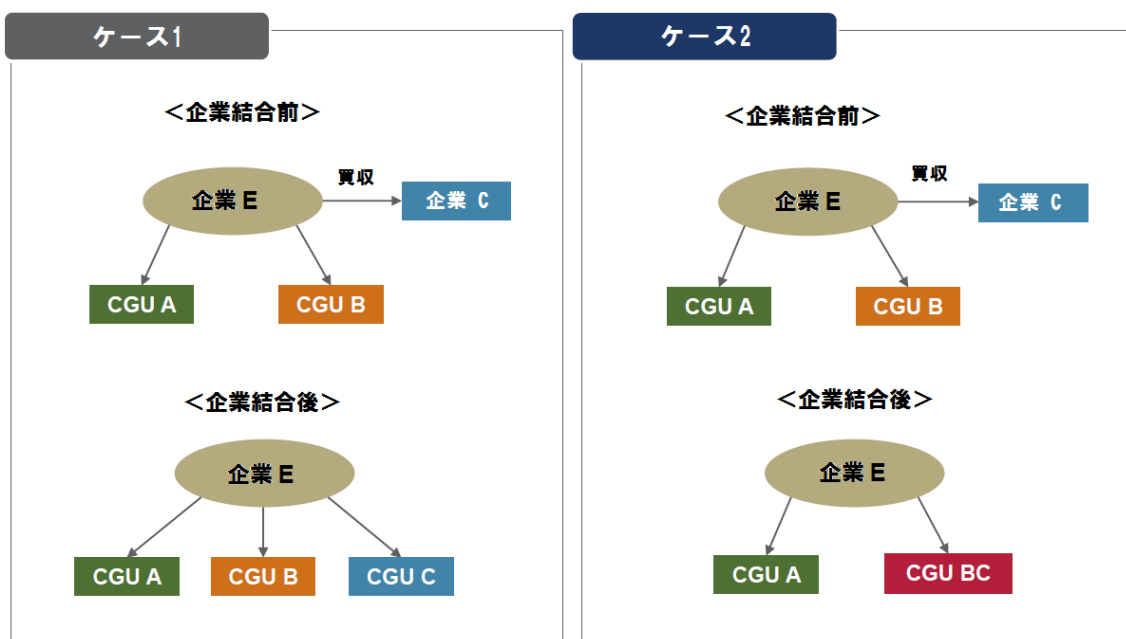 ケース1
＜企業結合前＞
企業 E
買収
企業 C
CGU A
CGU B
＜企業結合後＞
企業 E
CGU A
CGU B
CGU C
ケース2
＜企業結合前＞
企業 E
買収
企業 C
CGU A
CGU B
＜企業結合後＞
企業 E
CGU A
CGU BC